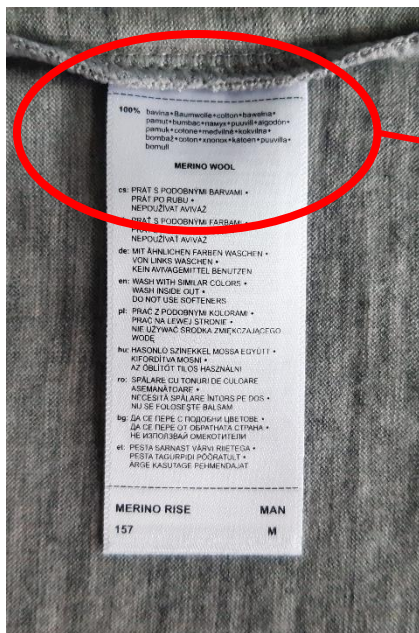 100% bavlna•Baumwolle•cotton•bawełna•
pamut•bumbac•памук•puuvill•algodón•
pamuk•cotone•medvilnė•kokvilna•
bombaž•coton•хлопок•katoen•puuvilla•
bomull
MERINO WOOL
cs: PRÁT S PODOBNÝMI BARVAMI •
PRÁT PO RUBU •
NEPOUŽÍVAT AVIVÁŽ
PRAŤ S PODOBNÝMI FARBAMI
NEPOUŽÍVAŤ AVIVÁŽ
de: MIT ÄHNLICHEN FARBEN WASCHEN •
VON LINKS WASCHEN •
KEIN AVIVAGEMITTEL BENUTZEN
en: WASH WITH SIMILAR COLORS •
WASH INSIDE OUT •
DO NOT USE SOFTENERS
pl: PRAĆ Z PODOBNYMI KOLORAMI •
PRAĆ NA LEWEJ STRONIE •
NIE UŻYWAĆ ŚRODKA ZMIĘKCZAJĄCEGO
WODĘ
hu: HASONLO SZÍNEKKEL MOSSA EGYÜTT •
KIFORDÍTVA MOSNI •
AZ ÖBLÍTŐT TILOS HASZNÁLNI
ro: SPĂLARE CU TONURI DE CULOARE
ASEMANĂTOARE •
NECESITĂ SPĂLARE ÎNTORS PE DOS •
NU SE FOLOSEŞTE BALSAM
bg: ДА СЕ ПЕРЕ С ПОДОБНИ ЦВЕТОВЕ •
ДА СЕ ПЕРЕ ОТ ОБРАТНАТА СТРАНА •
НЕ ИЗПОЛЗВАЙ ОМЕКОТИТЕЛИ
et: PESTA SARNAST VÄRVI RIIETEGA •
PESTA TAGURPIDI PÖÖRATULT •
ÄRGE KASUTAGE PEHMENDAJAT
MERINO RISE MAN
157 M